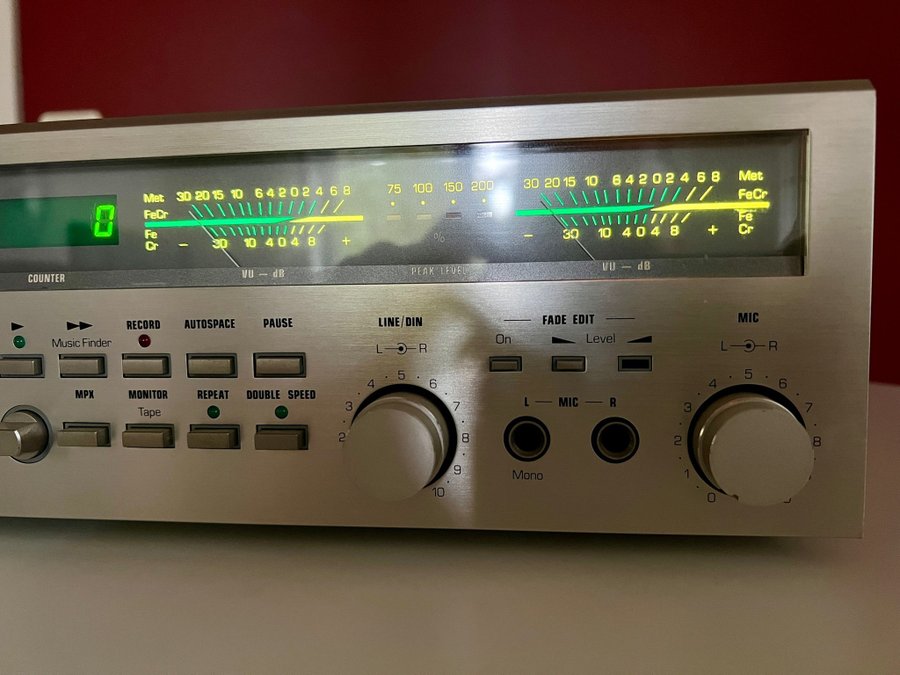 0
COUNTER
Met 30 20 15 10 6 4 2 0 2 4 6 8
FeCr
Fe
Cr − 30 10 4 0 4 8 +
VU — dB
75 100 150 200
%
PEAK LEVEL
30 20 15 10 6 4 2 0 2 4 6 8 Met
FeCr
Fe
− 30 10 4 0 4 8 + Cr
VU — dB
RECORD AUTOSPACE PAUSE
Music Finder
MPX MONITOR REPEAT DOUBLE SPEED
Tape
LINE/DIN
L R
2 3 4 5 6 7 8 9 10
FADE EDIT
On Level
L — MIC — R
Mono
MIC
L R
0 1 2 3 4 5 6 7 8